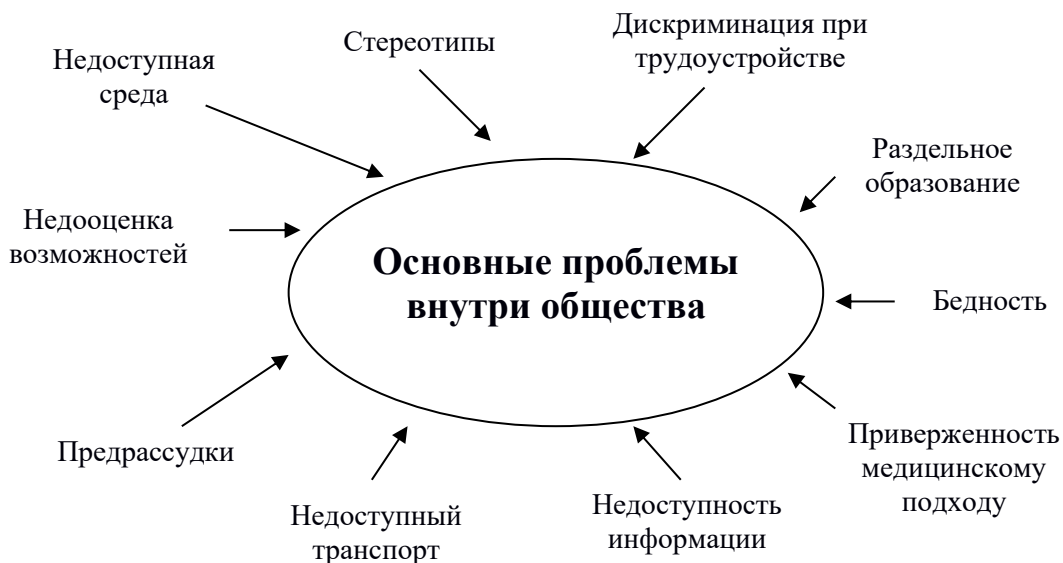 Стереотипы
Дискриминация при
трудоустройстве
Недоступная
среда
Раздельное
образование
Недооценка
возможностей
Основные проблемы
внутри общества
Бедность
Предрассудки
Приверженность
медицинскому
подходу
Недоступный
транспорт
Недоступность
информации